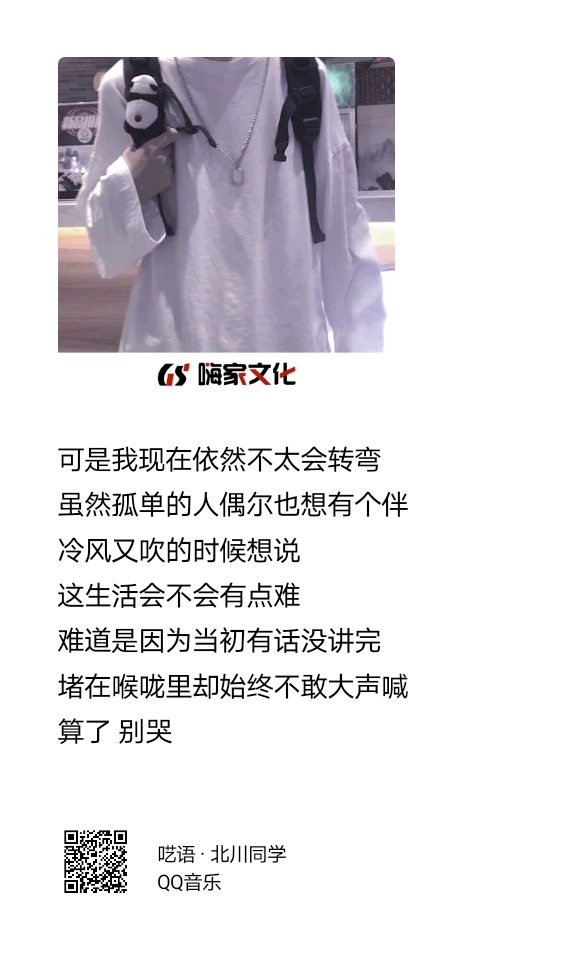 GS 嗨家文化
可是我现在依然不太会转弯
虽然孤单的人偶尔也想有个伴
冷风又吹的时候想说
这生活会不会有点难
难道是因为当初有话没讲完
堵在喉咙里却始终不敢大声喊
算了 别哭
呓语 · 北川同学
QQ音乐